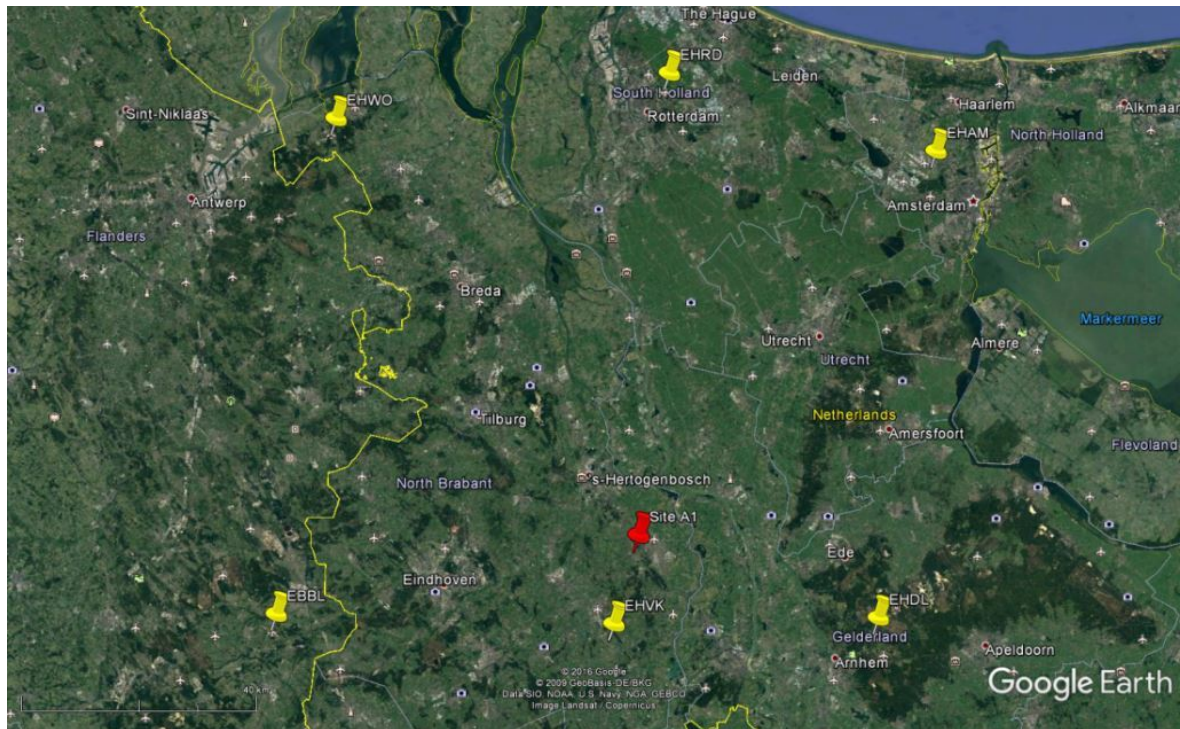 The Hague
EHRD
Leiden
South Holland
Rotterdam
Haarlem
Alkmaar
EHWO
Sint-Niklaas
EHAM
North Holland
Antwerp
Amsterdam
Flanders
Breda
Markermeer
Utrecht
Utrecht
Almere
Tilburg
Netherlands
Amersfoort
Flevoland
's-Hertogenbosch
North Brabant
Site A1
Ede
Eindhoven
EBBL
EHVK
EHDL
Gelderland
Arnhem
Apeldoorn
40 km
© 2016 Google
© 2009 GeoBasis-DE/BKG
Data SIO, NOAA, U.S. Navy, NGA, GEBCO
Image Landsat / Copernicus
Google Earth